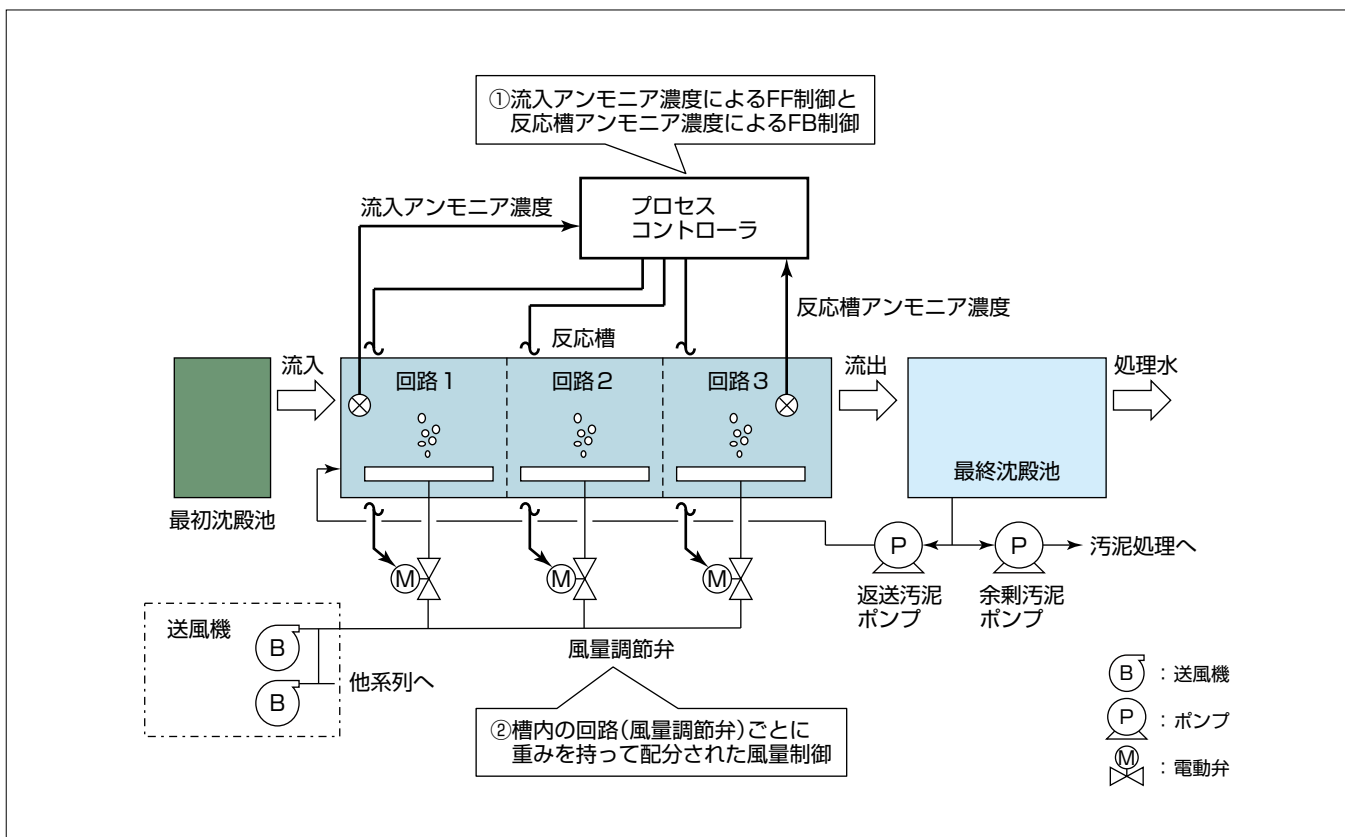 ①流入アンモニア濃度によるFF制御と
反応槽アンモニア濃度によるFB制御
流入アンモニア濃度
プロセス
コントローラ
反応槽アンモニア濃度
反応槽
流入
回路1
回路2
回路3
流出
処理水
最初沈殿池
最終沈殿池
M
M
M
P
P
汚泥処理へ
返送汚泥
ポンプ
余剰汚泥
ポンプ
送風機
B
B
他系列へ
風量調節弁
②槽内の回路(風量調節弁)ごとに
重みを持って配分された風量制御
B :送風機
P :ポンプ
M :電動弁